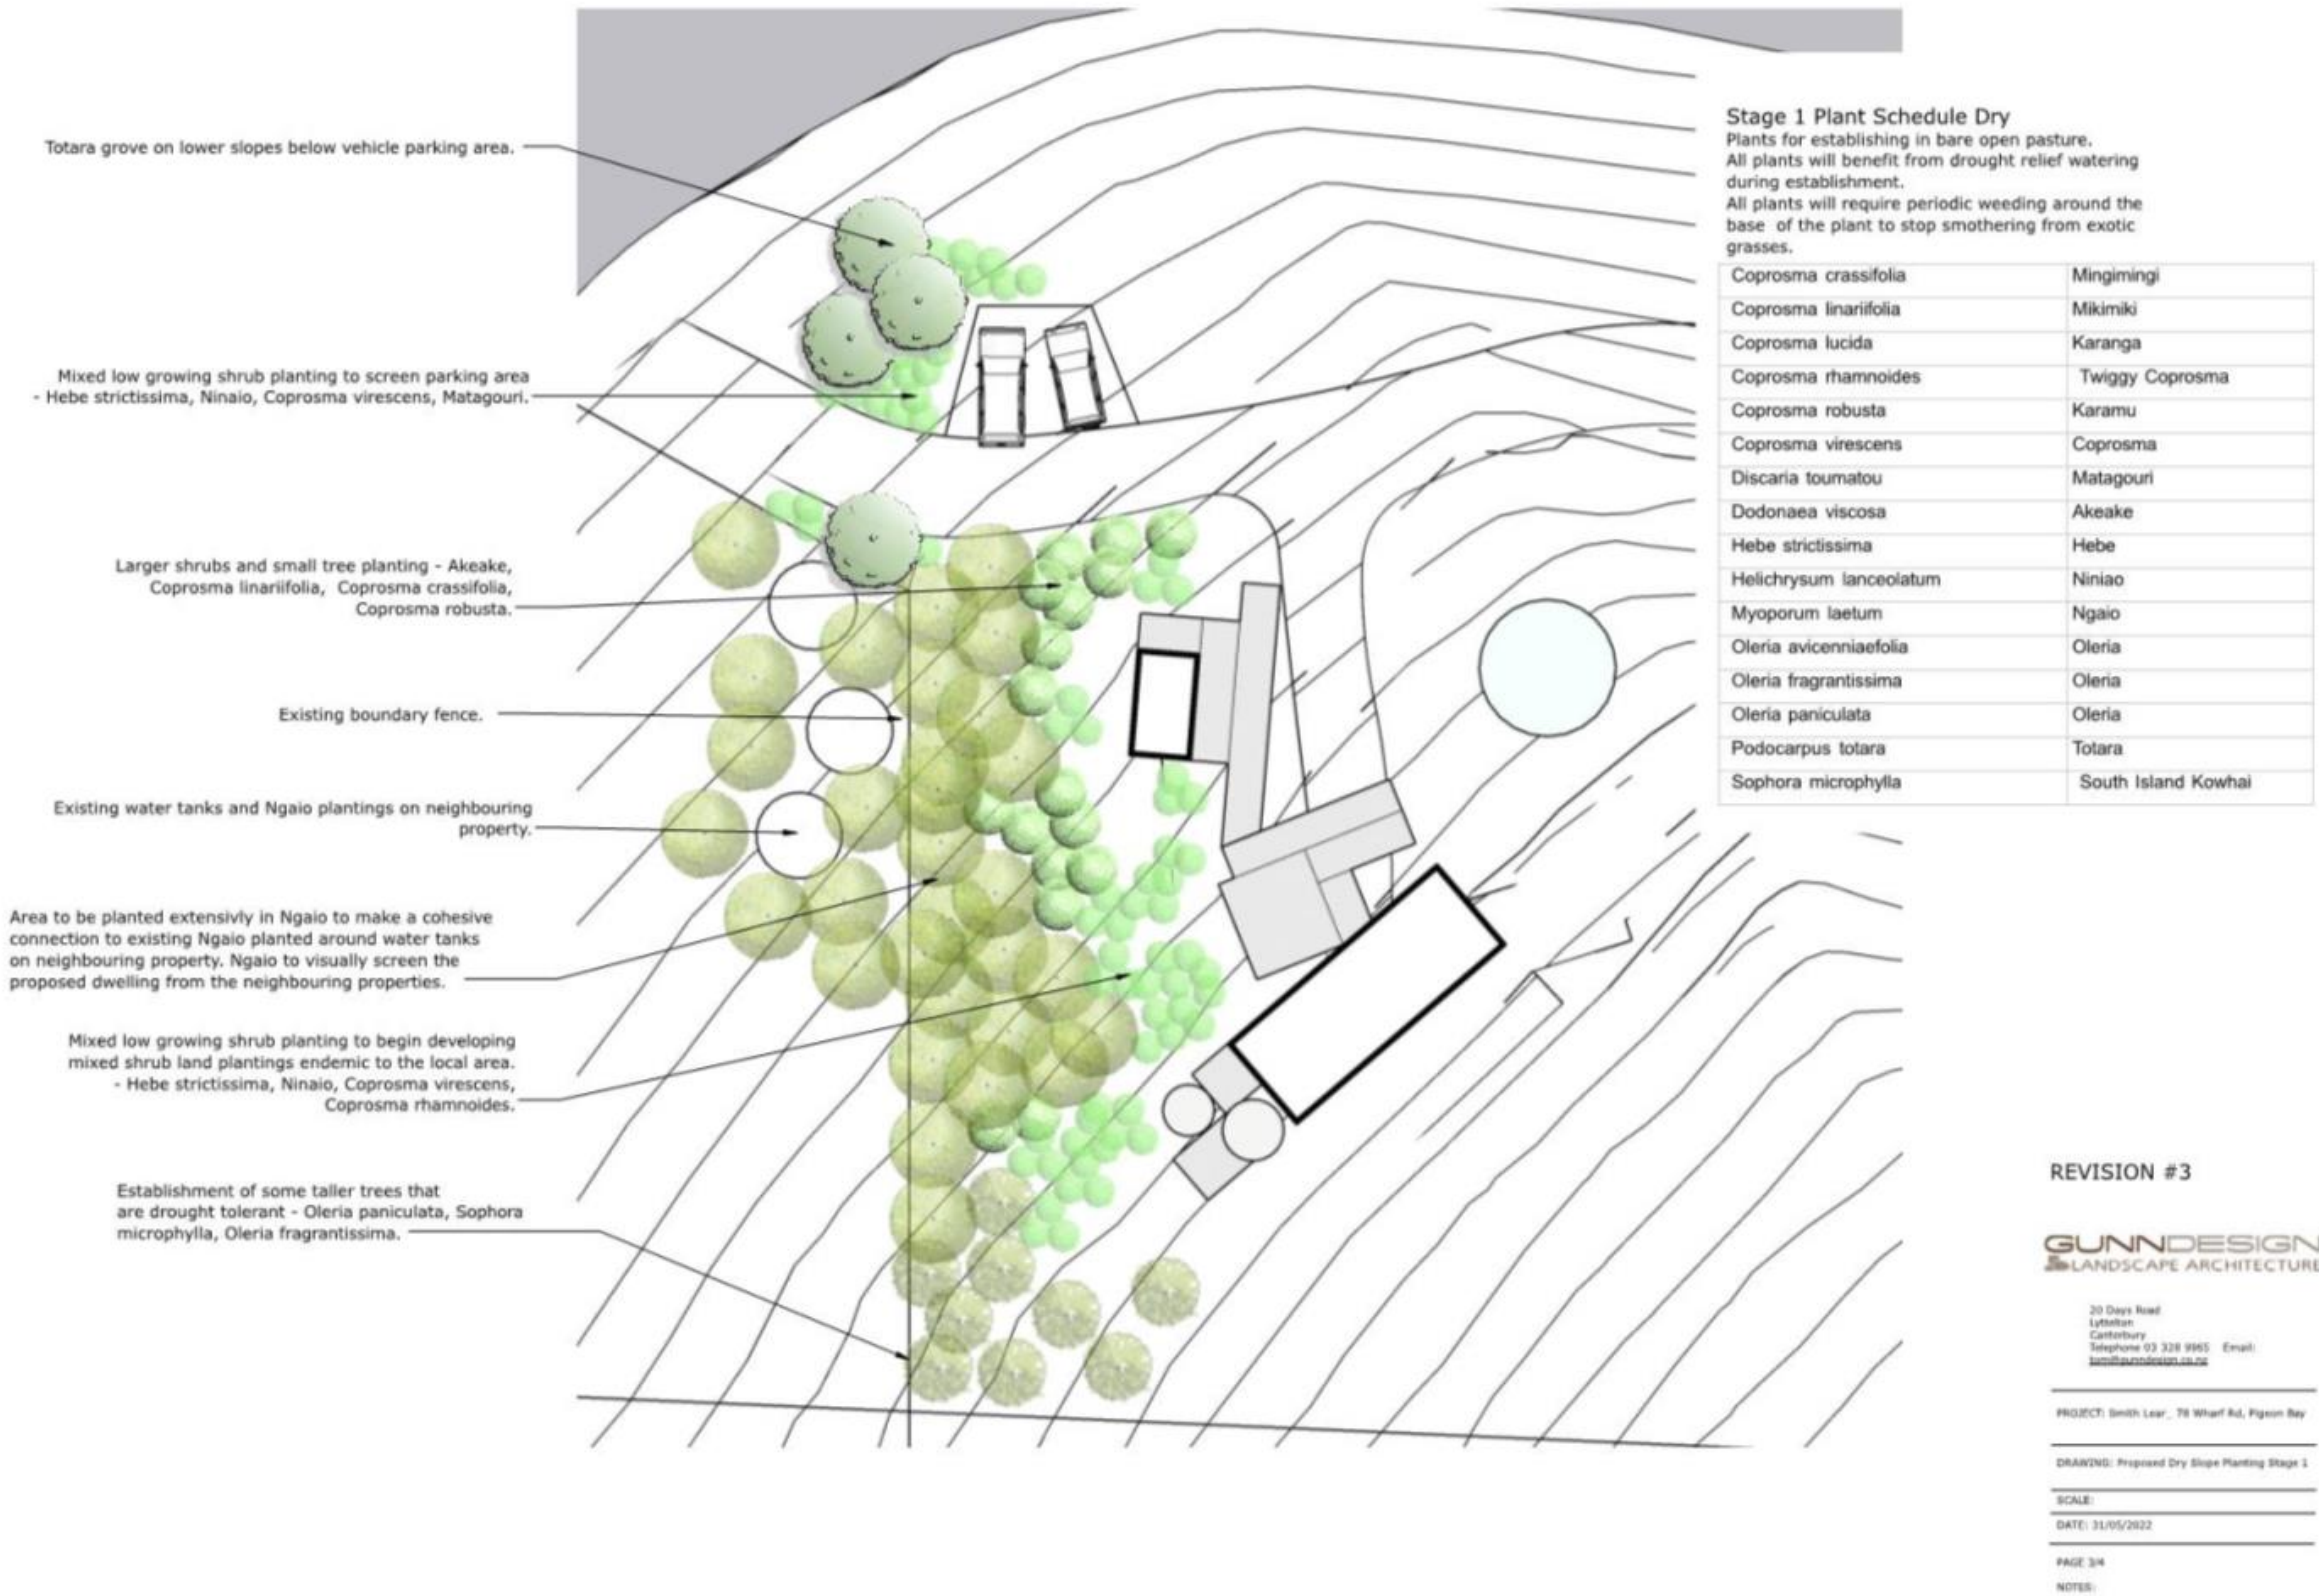 Totara grove on lower slopes below vehicle parking area.
Mixed low growing shrub planting to screen parking area
- Hebe strictissima, Ninaio, Coprosma virescens, Matagouri.
Larger shrubs and small tree planting - Akeake,
Coprosma linariifolia, Coprosma crassifolia,
Coprosma robusta.
Existing boundary fence.
Existing water tanks and Ngaio plantings on neighbouring
property.
Area to be planted extensivly in Ngaio to make a cohesive
connection to existing Ngaio planted around water tanks
on neighbouring property. Ngaio to visually screen the
proposed dwelling from the neighbouring properties.
Mixed low growing shrub planting to begin developing
mixed shrub land plantings endemic to the local area.
- Hebe strictissima, Ninaio, Coprosma virescens,
Coprosma rhamnoides.
Establishment of some taller trees that
are drought tolerant - Oleria paniculata, Sophora
microphylla, Oleria fragrantissima.
Stage 1 Plant Schedule Dry
Plants for establishing in bare open pasture.
All plants will benefit from drought relief watering
during establishment.
All plants will require periodic weeding around the
base of the plant to stop smothering from exotic
grasses.
Coprosma crassifolia Mingimingi
Coprosma linariifolia Mikimiki
Coprosma lucida Karanga
Coprosma rhamnoides Twiggy Coprosma
Coprosma robusta Karamu
Coprosma virescens Coprosma
Discaria toumatou Matagouri
Dodonaea viscosa Akeake
Hebe strictissima Hebe
Helichrysum lanceolatum Niniao
Myoporum laetum Ngaio
Oleria avicenniaefolia Oleria
Oleria fragrantissima Oleria
Oleria paniculata Oleria
Podocarpus totara Totara
Sophora microphylla South Island Kowhai
REVISION #3
GUNNDESIGN
LANDSCAPE ARCHITECTURE
20 Days Road
Lyttelton
Canterbury
Telephone 03 328 9965 Email:
tom@gunndesign.co.nz
PROJECT: Smith Lear_ 78 Wharf Rd, Pigeon Bay
DRAWING: Proposed Dry Slope Planting Stage 1
SCALE:
DATE: 31/05/2022
PAGE 3/4
NOTES: